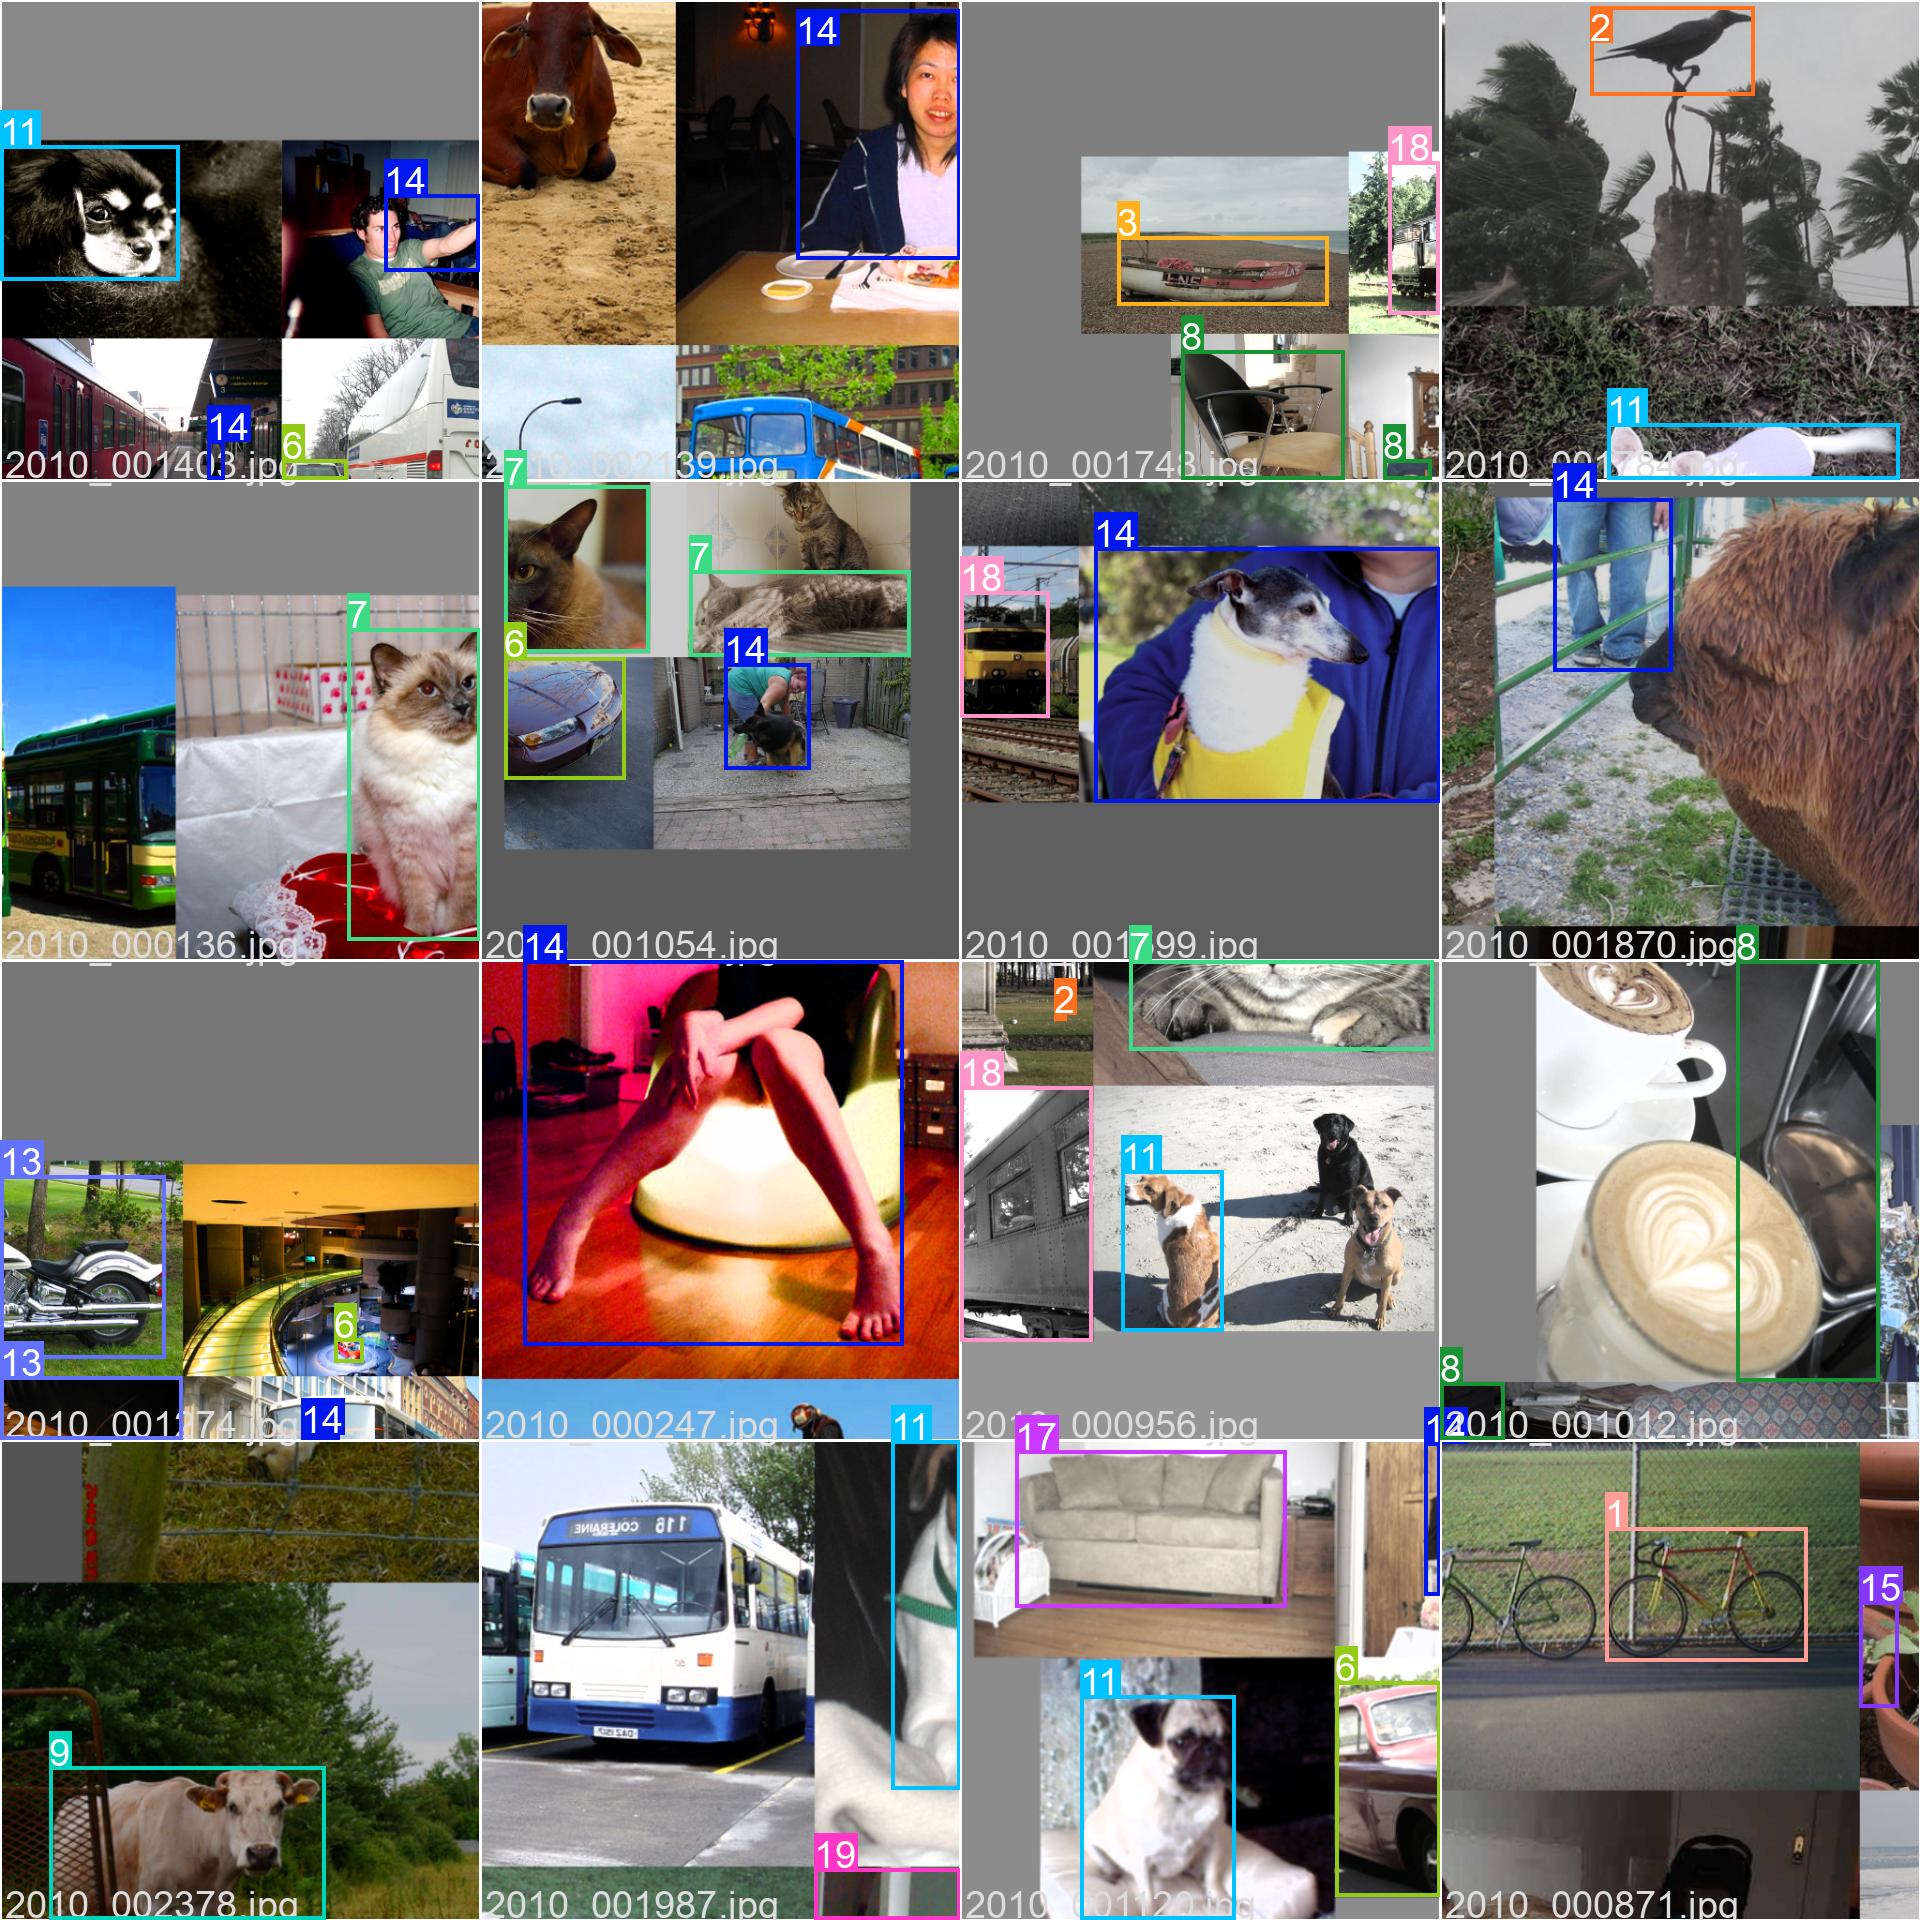 11
14
14
6
2010_001403.jpg
14
2010_002139.jpg
18
3
8
8
2010_001748.jpg
2
11
2010_001784.jpg
7
2010_000136.jpg
7
7
6
14
2010_001054.jpg
14
18
2010_001699.jpg
14
2010_001870.jpg
13
6
13
14
2010_001274.jpg
14
2010_000247.jpg
7
2
18
11
2010_000956.jpg
8
8
2010_001012.jpg
9
2010_002378.jpg
11
116 COLERAINE
19
2010_001987.jpg
17
14
6
11
2010_001120.jpg
1
15
2010_000871.jpg